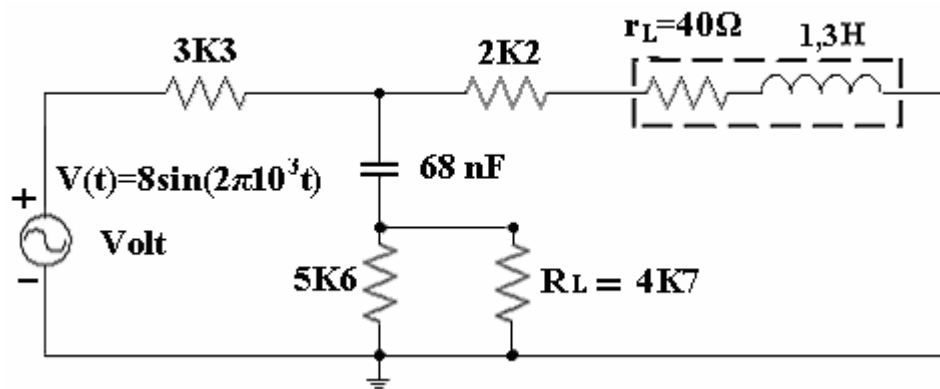 3K3
2K2
rL=40Ω
1,3H
V(t)=8sin(2π10³t)
Volt
+
−
68 nF
5K6
RL = 4K7